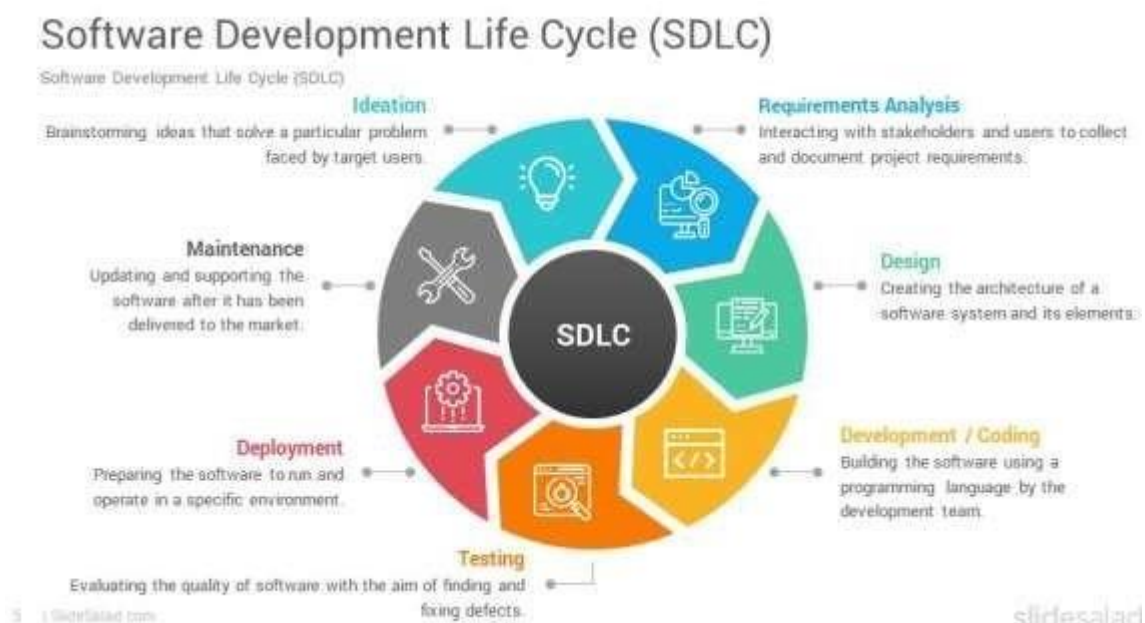 Software Development Life Cycle (SDLC)
Software Development Life Cycle (SDLC)
Ideation
Brainstorming ideas that solve a particular problem
faced by target users.
Requirements Analysis
Interacting with stakeholders and users to collect
and document project requirements.
Maintenance
Updating and supporting the
software after it has been
delivered to the market.
Design
Creating the architecture of a
software system and its elements.
SDLC
Deployment
Preparing the software to run and
operate in a specific environment.
Development / Coding
Building the software using a
programming language by the
development team.
</>
Testing
Evaluating the quality of software with the aim of finding and
fixing defects.
5 | SlideSalad.com
slidesalad